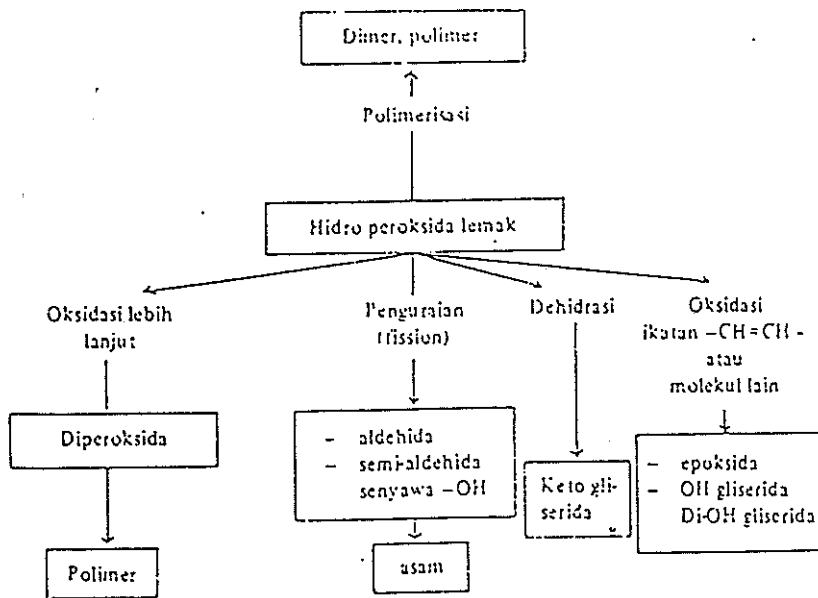 Dimer, polimer
Polimerisasi
Hidro peroksida lemak
Oksidasi lebih
lanjut
Penguraian
(fission)
Dehidrasi
Oksidasi
ikatan –CH=CH -
atau
molekul lain
Diperoksida
– aldehida
– semi-aldehida
senyawa –OH
Keto gli-
serida
– epoksida
– OH gliserida
Di-OH gliserida
Polimer
asam